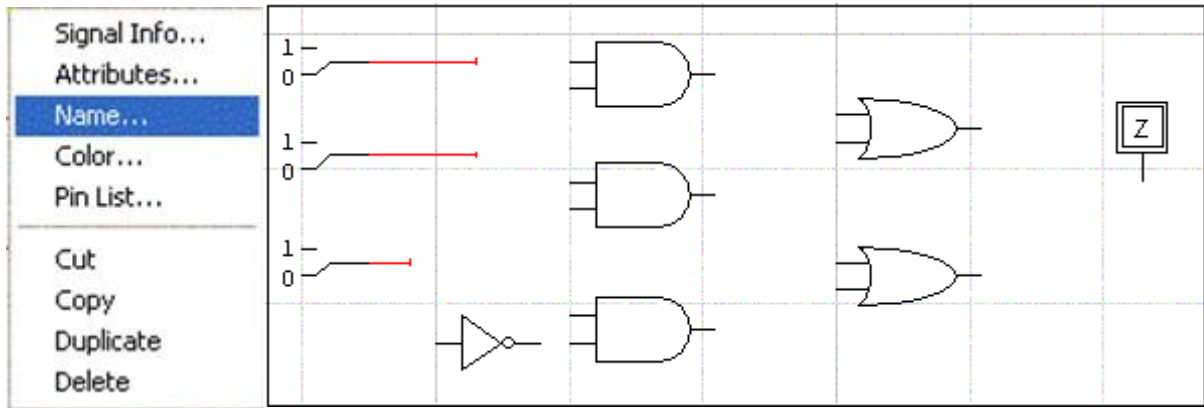 Signal Info...
Attributes...
Name...
Color...
Pin List...
Cut
Copy
Duplicate
Delete
1
0
1
0
1
0
Z